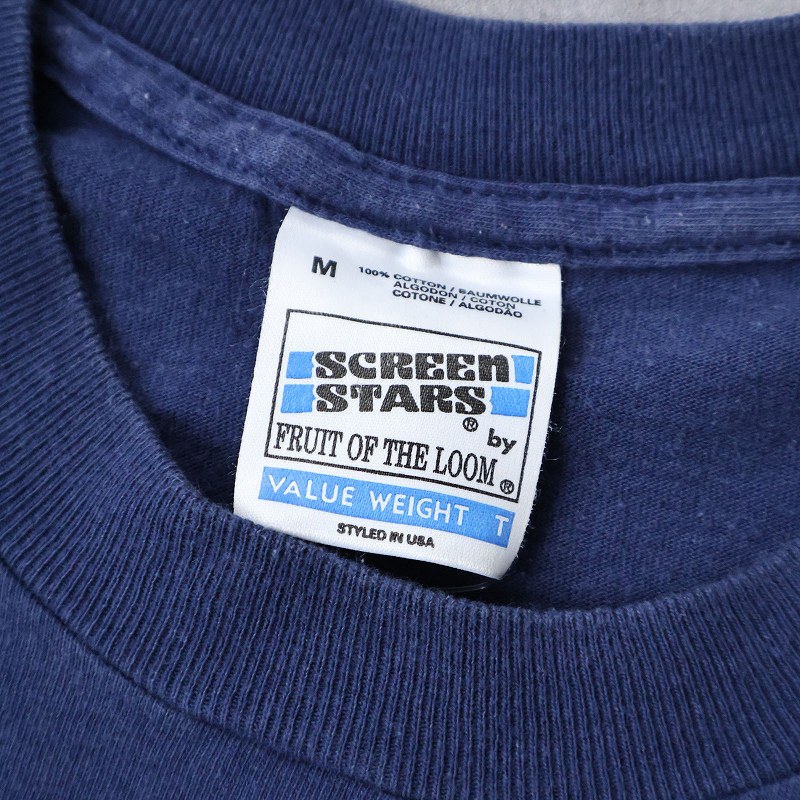 M
100% COTTON / BAUMWOLLE
ALGODON / COTON
COTONE / ALGODÃO
SCREEN
STARS® by
FRUIT OF THE LOOM®
VALUE WEIGHT T
STYLED IN USA